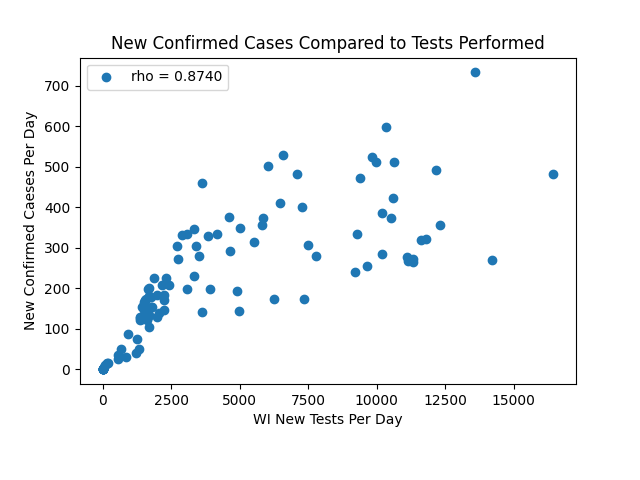 New Confirmed Cases Compared to Tests Performed
rho = 0.8740
New Confirmed Caeses Per Day
700
600
500
400
300
200
100
0
0 2500 5000 7500 10000 12500 15000
WI New Tests Per Day